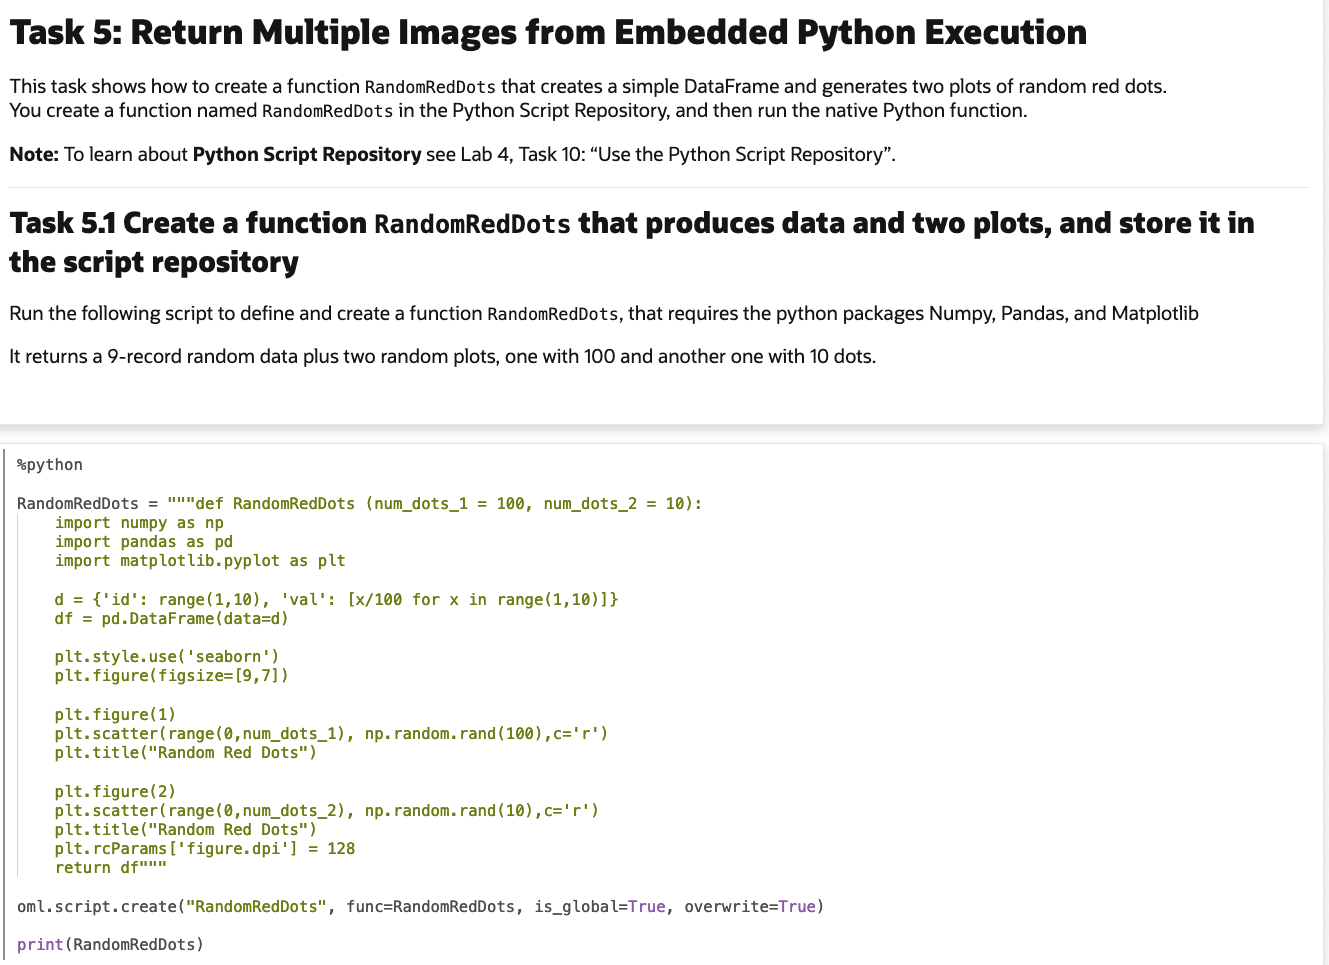 Task 5: Return Multiple Images from Embedded Python Execution
This task shows how to create a function RandomRedDots that creates a simple DataFrame and generates two plots of random red dots.
You create a function named RandomRedDots in the Python Script Repository, and then run the native Python function.
Note: To learn about Python Script Repository see Lab 4, Task 10: “Use the Python Script Repository”.
Task 5.1 Create a function RandomRedDots that produces data and two plots, and store it in
the script repository
Run the following script to define and create a function RandomRedDots, that requires the python packages Numpy, Pandas, and Matplotlib
It returns a 9-record random data plus two random plots, one with 100 and another one with 10 dots.
%python
RandomRedDots = """def RandomRedDots (num_dots_1 = 100, num_dots_2 = 10):
    import numpy as np
    import pandas as pd
    import matplotlib.pyplot as plt
    d = {'id': range(1,10), 'val': [x/100 for x in range(1,10)]}
    df = pd.DataFrame(data=d)
    plt.style.use('seaborn')
    plt.figure(figsize=[9,7])
    plt.figure(1)
    plt.scatter(range(0,num_dots_1), np.random.rand(100),c='r')
    plt.title("Random Red Dots")
    plt.figure(2)
    plt.scatter(range(0,num_dots_2), np.random.rand(10),c='r')
    plt.title("Random Red Dots")
    plt.rcParams['figure.dpi'] = 128
    return df"""
oml.script.create("RandomRedDots", func=RandomRedDots, is_global=True, overwrite=True)
print(RandomRedDots)